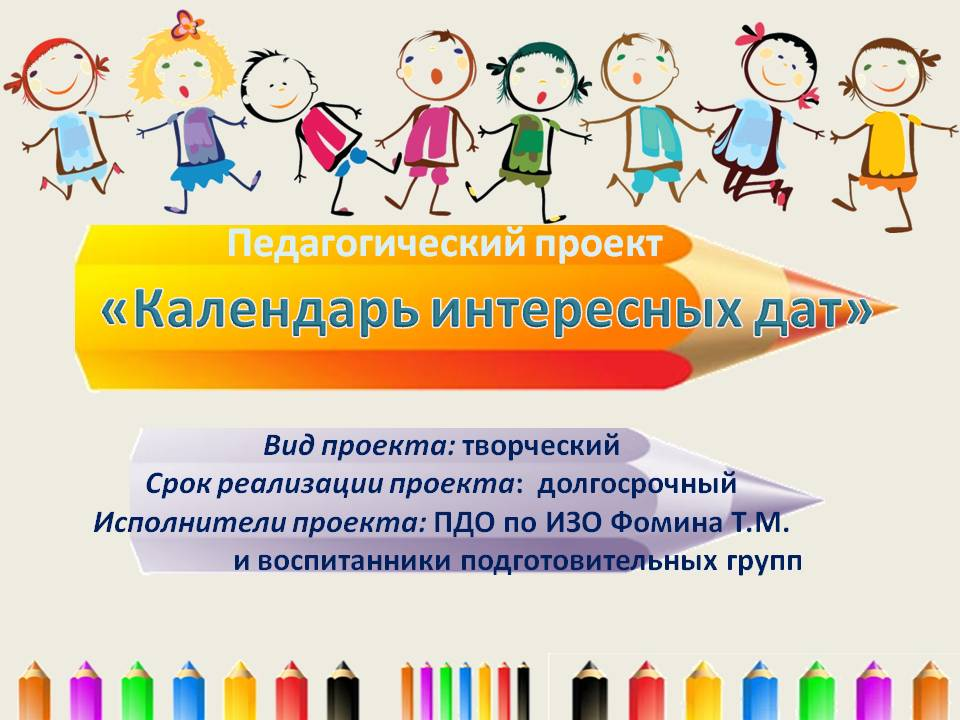 Педагогический проект
«Календарь интересных дат»
Вид проекта: творческий
Срок реализации проекта: долгосрочный
Исполнители проекта: ПДО по ИЗО Фомина Т.М.
и воспитанники подготовительных групп